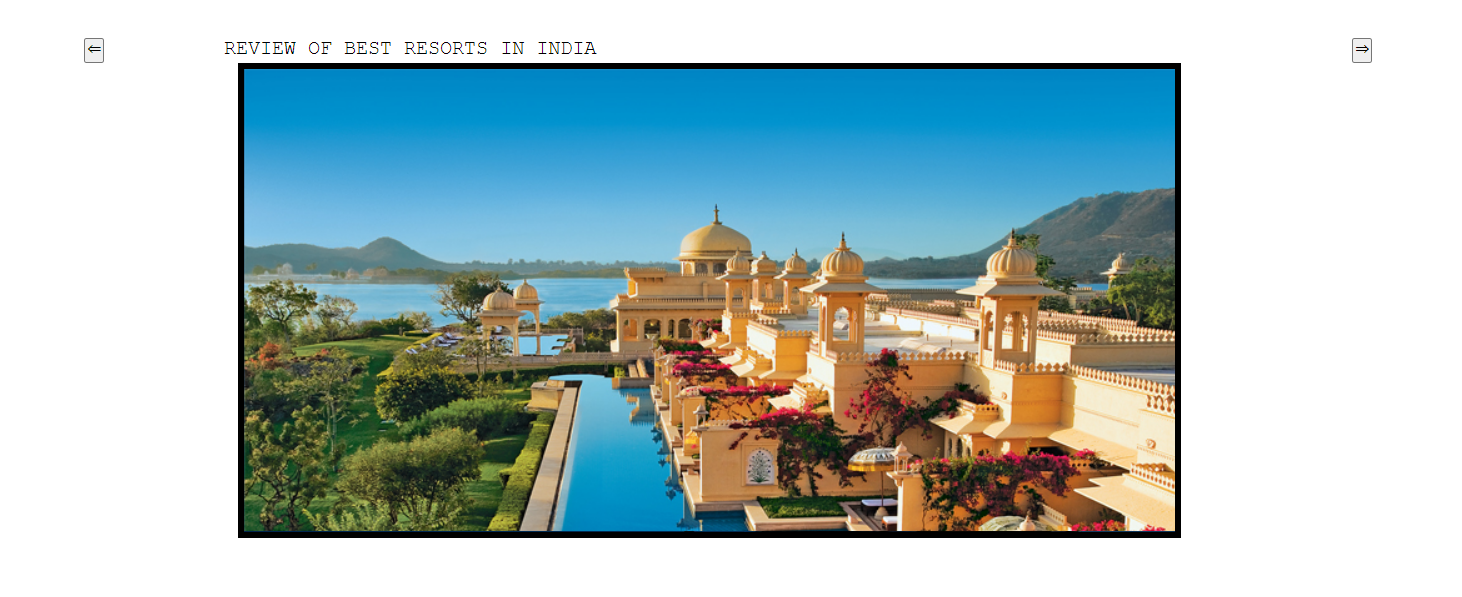 ⇐
REVIEW OF BEST RESORTS IN INDIA
⇒